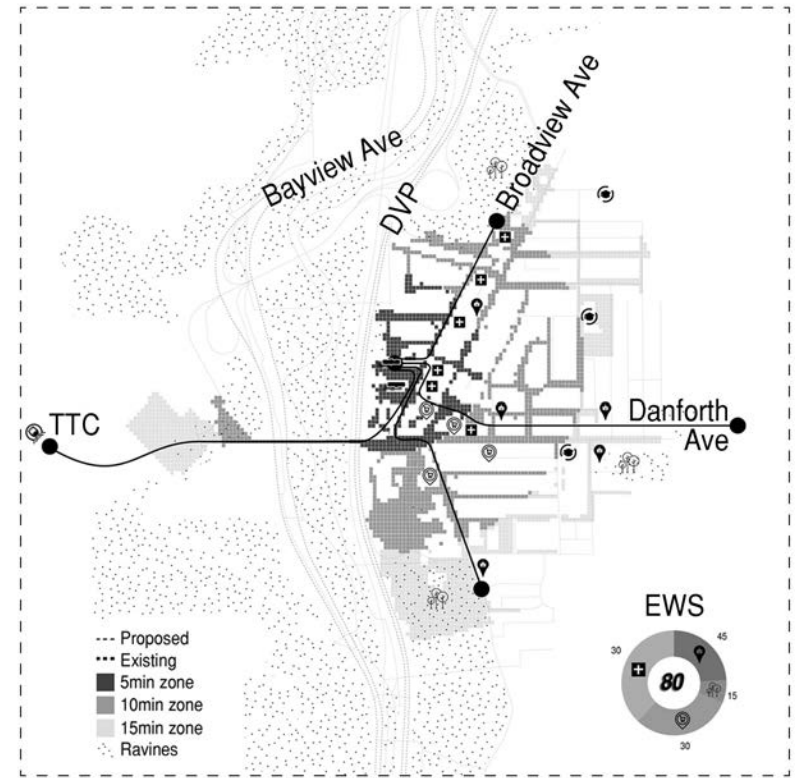 Bayview Ave
DVP
Broadview Ave
TTC
Danforth
Ave
EWS
30
45
80
15
30
Proposed
Existing
5min zone
10min zone
15min zone
Ravines